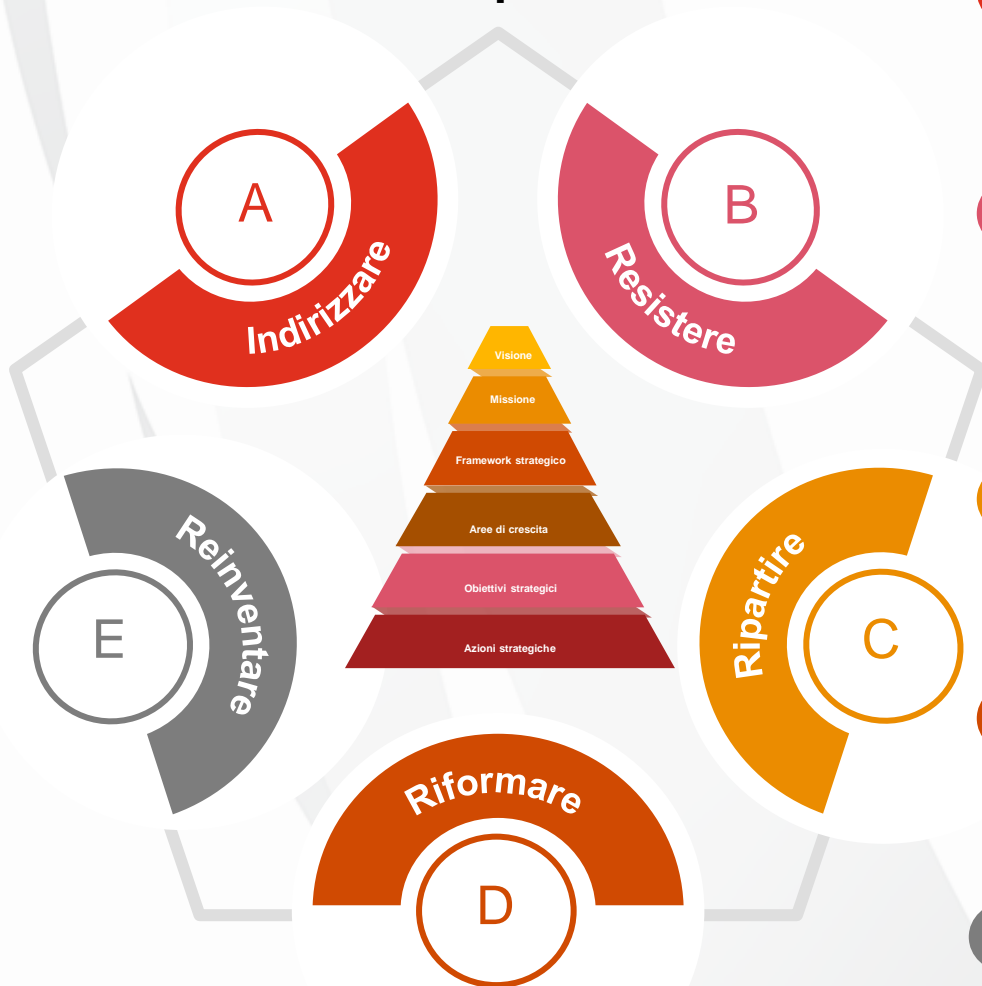 A
Indirizzare
B
Resistere
Visione
Missione
Framework strategico
Aree di crescita
Obiettivi strategici
Azioni strategiche
E
Reinventare
C
Ripartire
Riformare
D